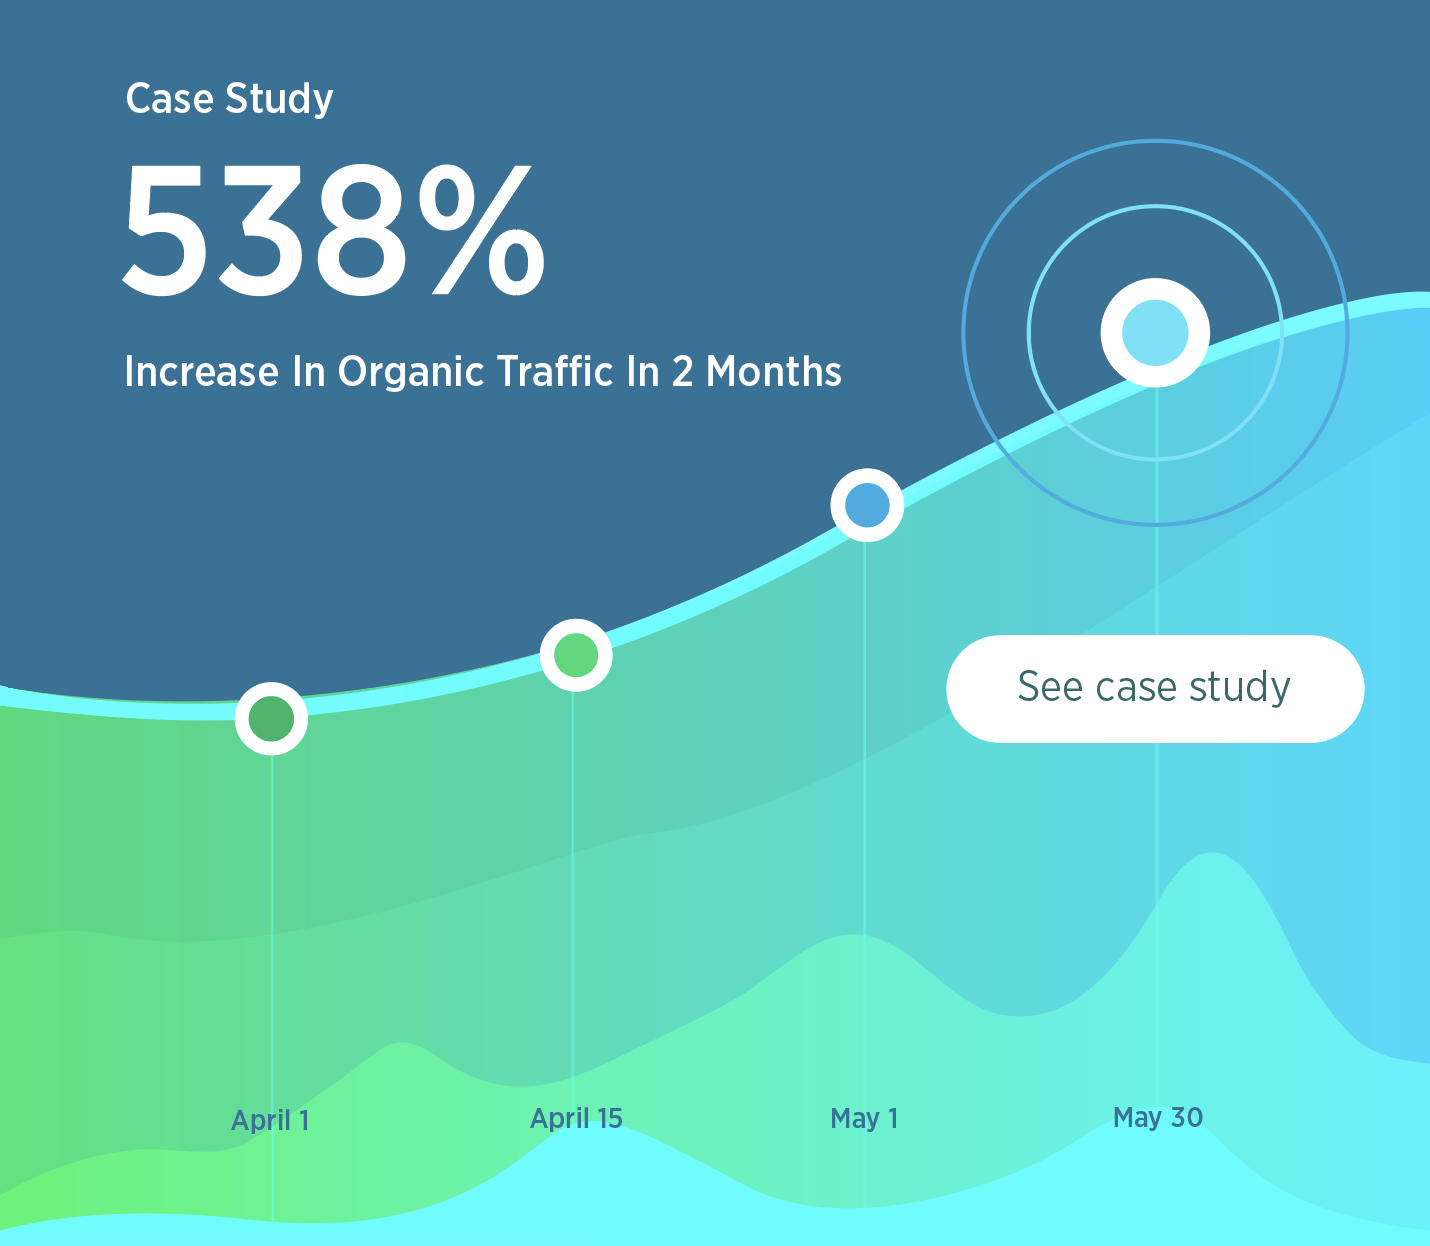 Case Study
538%
Increase In Organic Traffic In 2 Months
See case study
April 1
April 15
May 1
May 30